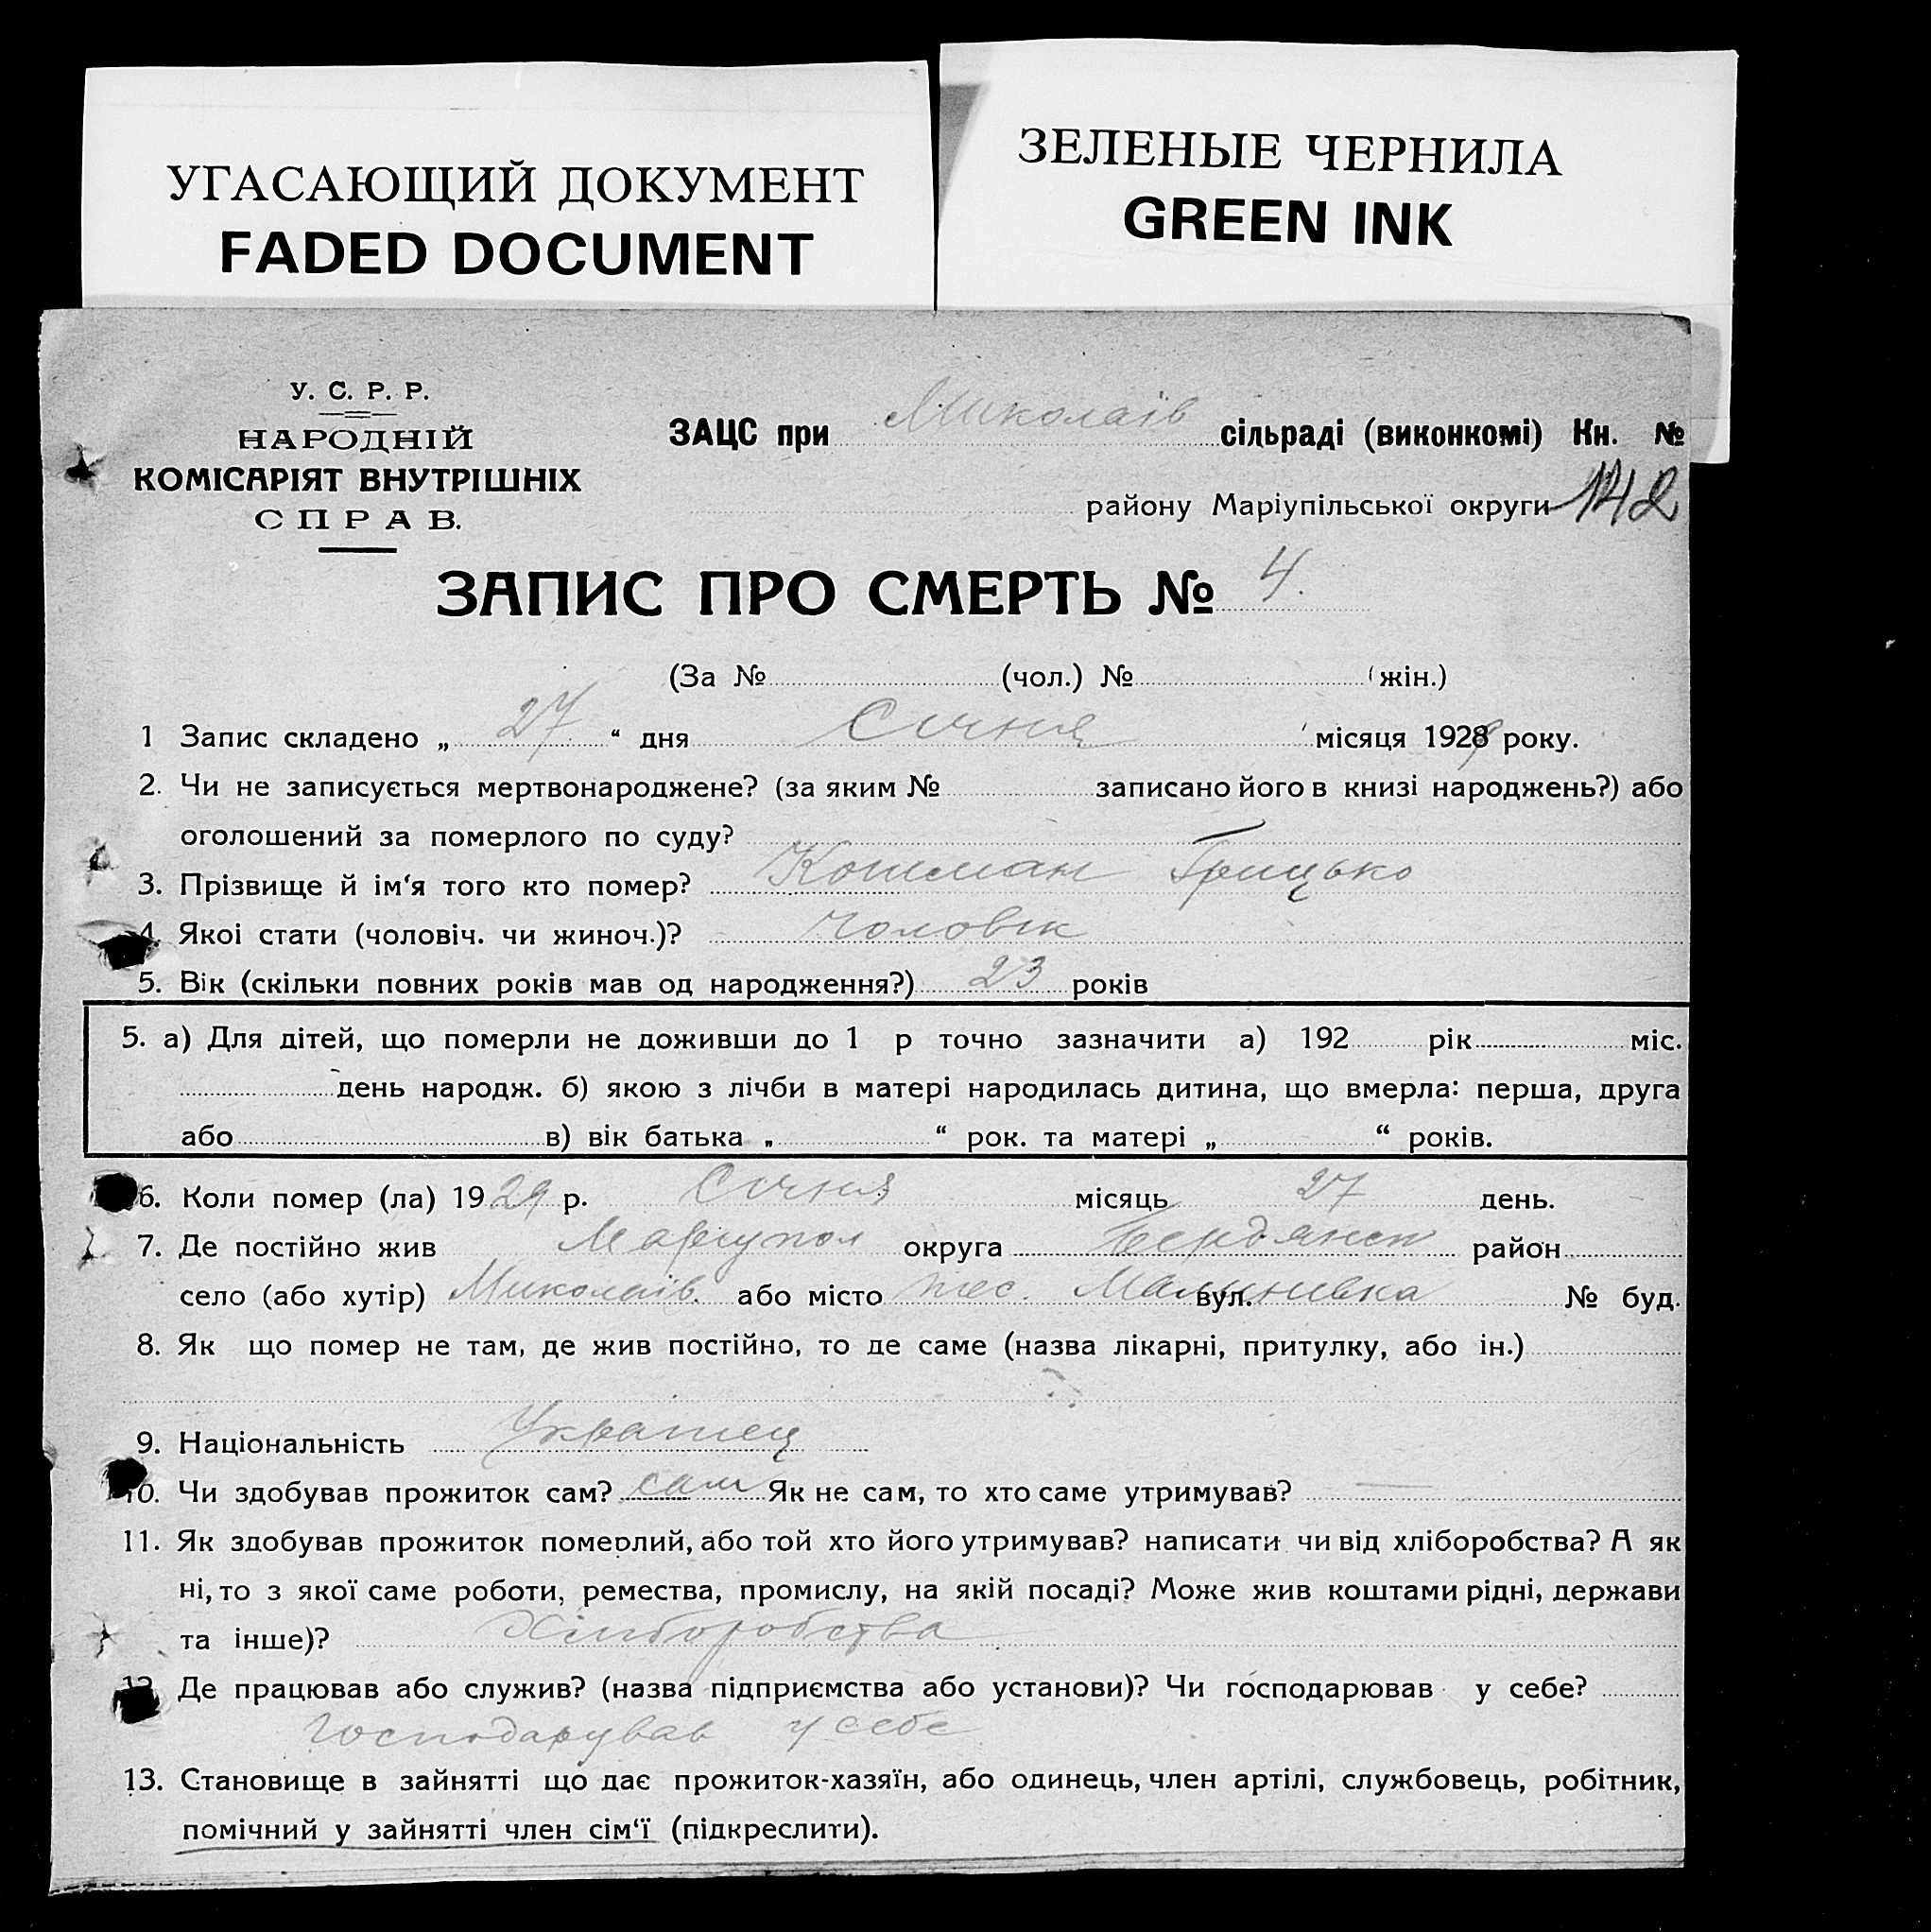 УГАСАЮЩИЙ ДОКУМЕНТ
FADED DOCUMENT
ЗЕЛЕНЫЕ ЧЕРНИЛА
GREEN INK
У. С. Р. Р.
НАРОДНІЙ
КОМІСАРІЯТ ВНУТРІШНІХ
СПРАВ.
ЗАЦС при Миколаїв сільраді (виконкомі) Кн. №
району Маріупільської округи 142
ЗАПИС ПРО СМЕРТЬ № 4.
(За № (чол.) № (жін.)
1 Запис складено „ 27 “ дня Січня місяця 1929 року.
2. Чи не записується мертвонароджене? (за яким № записано його в книзі народжень?) або
оголошений за померлого по суду?
3. Прізвище й ім‘я того кто помер? Кошман Грицько
4. Якоі стати (чоловіч. чи жиноч.)? Чоловік
5. Вік (скільки повних років мав од народження?) 23 років
5. а) Для дітей, що померли не доживши до 1 р точно зазначити а) 192 рік міс.
день народж. б) якою з лічби в матері народилась дитина, що вмерла: перша, друга
або в) вік батька „ “ рок. та матері „ “ років.
6. Коли помер (ла) 1929 р. Січня місяць 27 день.
7. Де постійно жив Маріупол округа Бердянск район
село (або хутір) Миколаїв. або місто вул. Малинівка № буд.
8. Як що помер не там, де жив постійно, то де саме (назва лікарні, притулку, або ін.)
9. Національність Украінец
10. Чи здобував прожиток сам? сам Як не сам, то хто саме утримував? —
11. Як здобував прожиток померлий, або той хто його утримував? написати чи від хліборобства? А як
ні, то з якої саме роботи, ремества, промислу, на якій посаді? Може жив коштами рідні, держави
та інше)? Хліборобства
12. Де працював або служив? (назва підприємства або установи)? Чи господарював у себе?
Господарував у себе
13. Становище в зайнятті що дає прожиток-хазяїн, або одинець, член артілі, службовець, робітник,
помічний у зайнятті член сім‘ї (підкреслити).